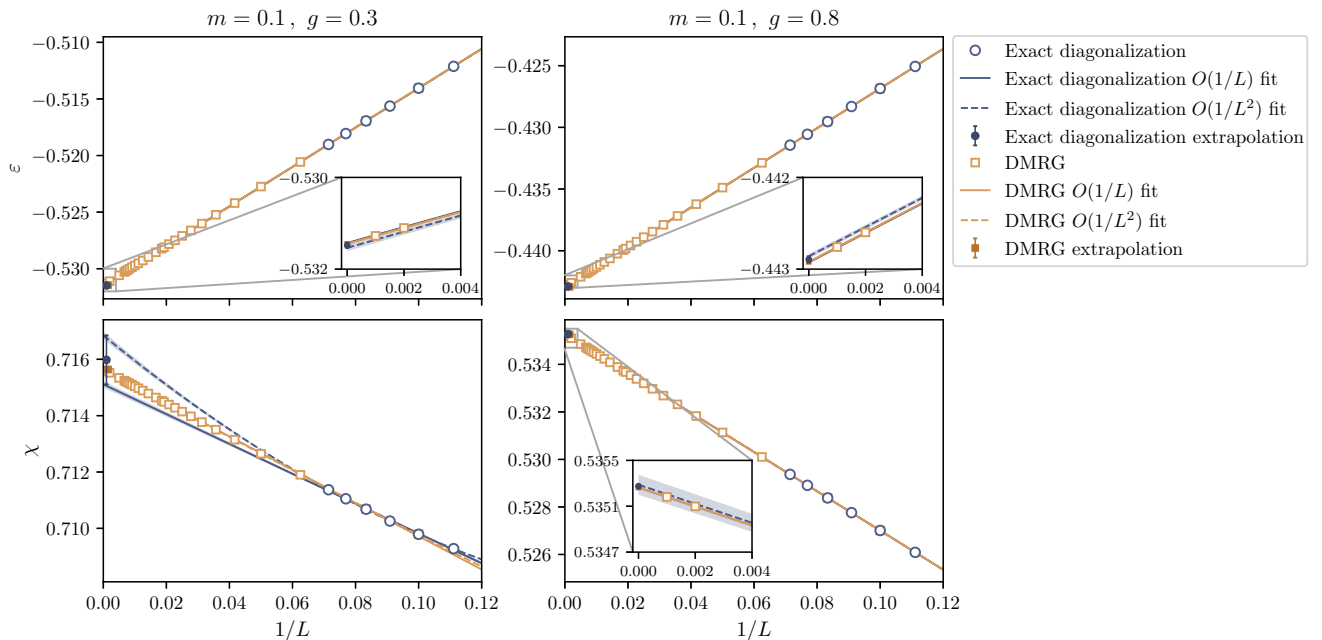 m = 0.1 , g = 0.3
m = 0.1 , g = 0.8
−0.510
−0.515
−0.520
−0.525
−0.530
ε
−0.530
−0.532
0.000 0.002 0.004
−0.425
−0.430
−0.435
−0.440
−0.442
−0.443
0.000 0.002 0.004
Exact diagonalization
Exact diagonalization O(1/L) fit
Exact diagonalization O(1/L²) fit
Exact diagonalization extrapolation
DMRG
DMRG O(1/L) fit
DMRG O(1/L²) fit
DMRG extrapolation
0.716
0.714
0.712
0.710
χ
0.00 0.02 0.04 0.06 0.08 0.10 0.12
1/L
0.534
0.532
0.530
0.528
0.526
0.5355
0.5351
0.5347
0.000 0.002 0.004
0.00 0.02 0.04 0.06 0.08 0.10 0.12
1/L